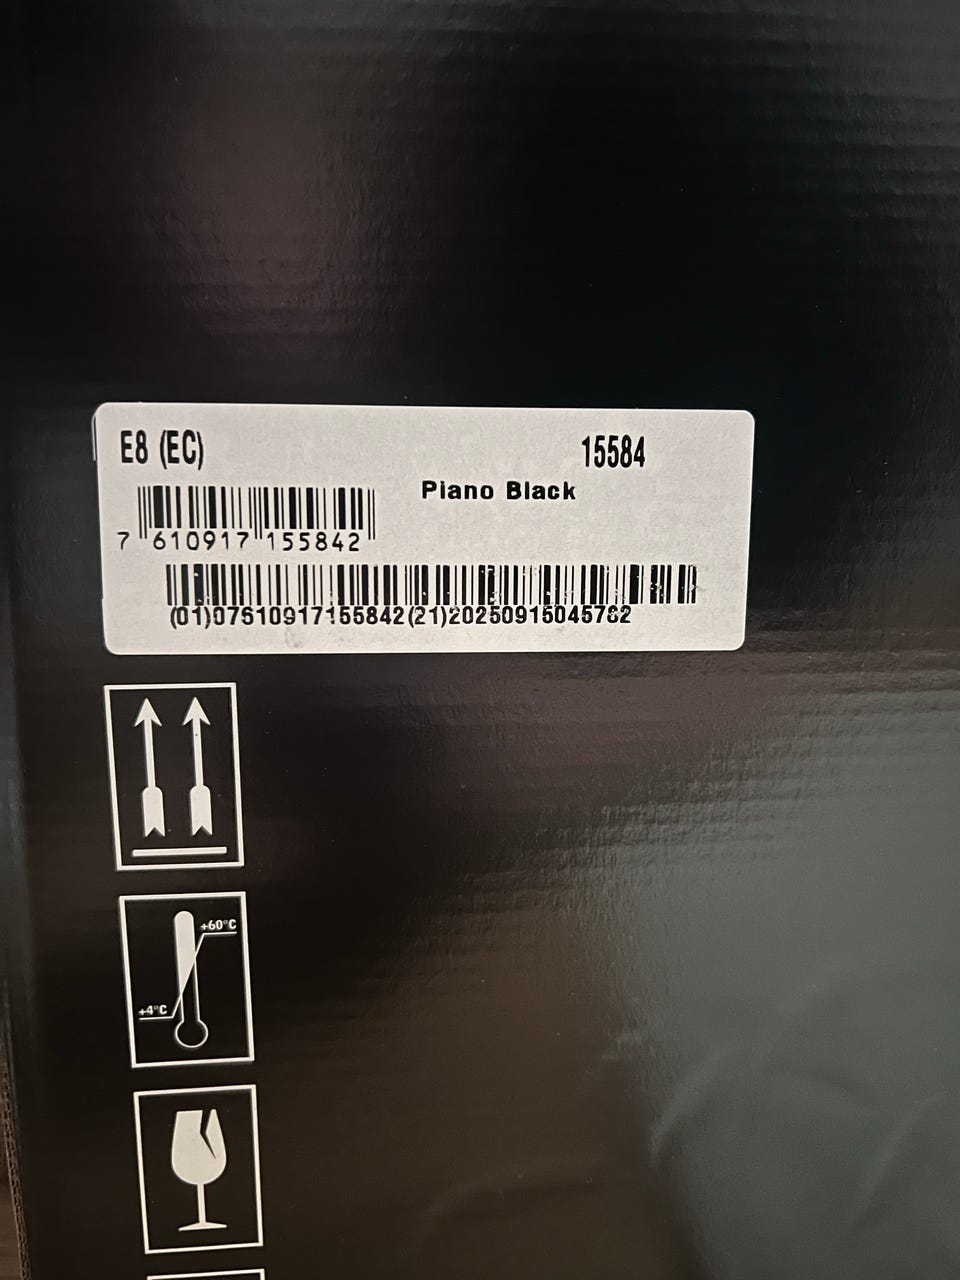 E8 (EC)
15584
Piano Black
7 610917 155842
(01)07610917155842(21)20250915045782
+60°C
+4°C